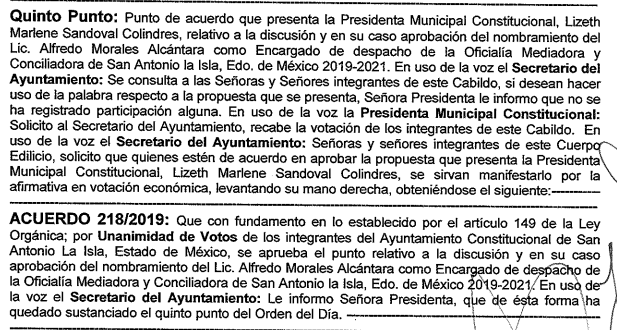 Quinto Punto: Punto de acuerdo que presenta la Presidenta Municipal Constitucional, Lizeth
Marlene Sandoval Colindres, relativo a la discusión y en su caso aprobación del nombramiento del
Lic. Alfredo Morales Alcántara como Encargado de despacho de la Oficialía Mediadora y
Conciliadora de San Antonio la Isla, Edo. de México 2019-2021. En uso de la voz el Secretario del
Ayuntamiento: Se consulta a las Señoras y Señores integrantes de este Cabildo, si desean hacer
uso de la palabra respecto a la propuesta que se presenta, Señora Presidenta le informo que no se
ha registrado participación alguna. En uso de la voz la Presidenta Municipal Constitucional:
Solicito al Secretario del Ayuntamiento, recabe la votación de los integrantes de este Cabildo. En
uso de la voz el Secretario del Ayuntamiento: Señoras y señores integrantes de este Cuerpo
Edilicio, solicito que quienes estén de acuerdo en aprobar la propuesta que presenta la Presidenta
Municipal Constitucional, Lizeth Marlene Sandoval Colindres, se sirvan manifestarlo por la
afirmativa en votación económica, levantando su mano derecha, obteniéndose el siguiente:------------
ACUERDO 218/2019: Que con fundamento en lo establecido por el artículo 149 de la Ley
Orgánica; por Unanimidad de Votos de los integrantes del Ayuntamiento Constitucional de San
Antonio La Isla, Estado de México, se aprueba el punto relativo a la discusión y en su caso
aprobación del nombramiento del Lic. Alfredo Morales Alcántara como Encargado de despacho de
la Oficialía Mediadora y Conciliadora de San Antonio la Isla, Edo. de México 2019-2021. En uso de
la voz el Secretario del Ayuntamiento: Le informo Señora Presidenta, que de ésta forma ha
quedado sustanciado el quinto punto del Orden del Día. ------------